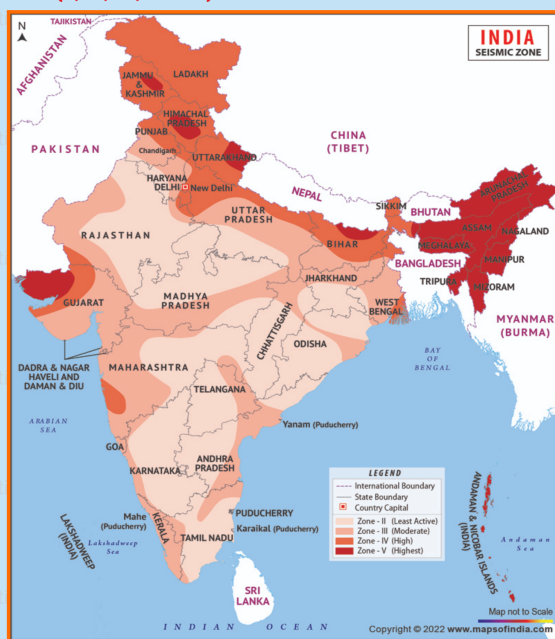 TAJIKISTAN
N
AFGHANISTAN
INDIA
SEISMIC ZONE
LADAKH
JAMMU
&
KASHMIR
HIMACHAL
PRADESH
PUNJAB
CHINA
(TIBET)
PAKISTAN
Chandigarh
UTTARAKHAND
HARYANA
DELHI
New Delhi
NEPAL
ARUNACHAL
PRADESH
SIKKIM
BHUTAN
UTTAR
PRADESH
ASSAM
NAGALAND
RAJASTHAN
BIHAR
MEGHALAYA
MANIPUR
BANGLADESH
JHARKHAND
TRIPURA
MIZORAM
GUJARAT
MADHYA
PRADESH
CHHATTISGARH
WEST
BENGAL
MYANMAR
(BURMA)
ODISHA
DADRA & NAGAR
HAVELI AND
DAMAN & DIU
MAHARASHTRA
BAY
OF
BENGAL
TELANGANA
ARABIAN
SEA
Yanam (Puducherry)
GOA
ANDHRA
PRADESH
KARNATAKA
LEGEND
International Boundary
State Boundary
Country Capital
Zone - II (Least Active)
Zone - III (Moderate)
Zone - IV (High)
Zone - V (Highest)
ANDAMAN & NICOBAR ISLANDS
(INDIA)
Mahe
(Puducherry)
PUDUCHERRY
Karaikal (Puducherry)
LAKSHADWEEP
(INDIA)
Lakshadweep
Sea
KERALA
TAMIL NADU
Andaman
Sea
SRI
LANKA
Map not to Scale
INDIAN OCEAN
Copyright © 2022 www.mapsofindia.com